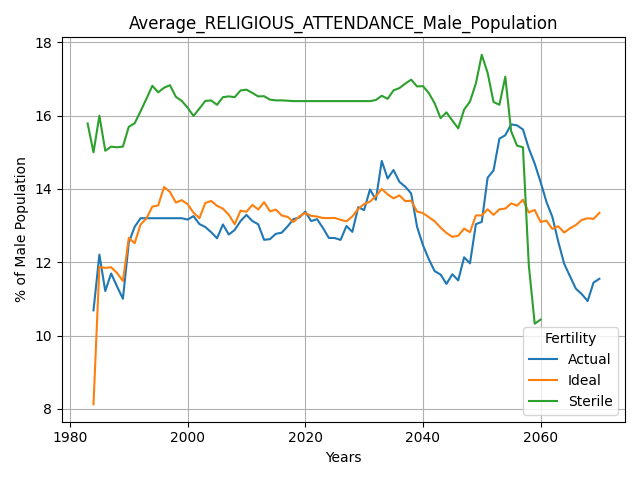 Average_RELIGIOUS_ATTENDANCE_Male_Population
% of Male Population
18
16
14
12
10
8
1980 2000 2020 2040 2060
Years
Fertility
Actual
Ideal
Sterile